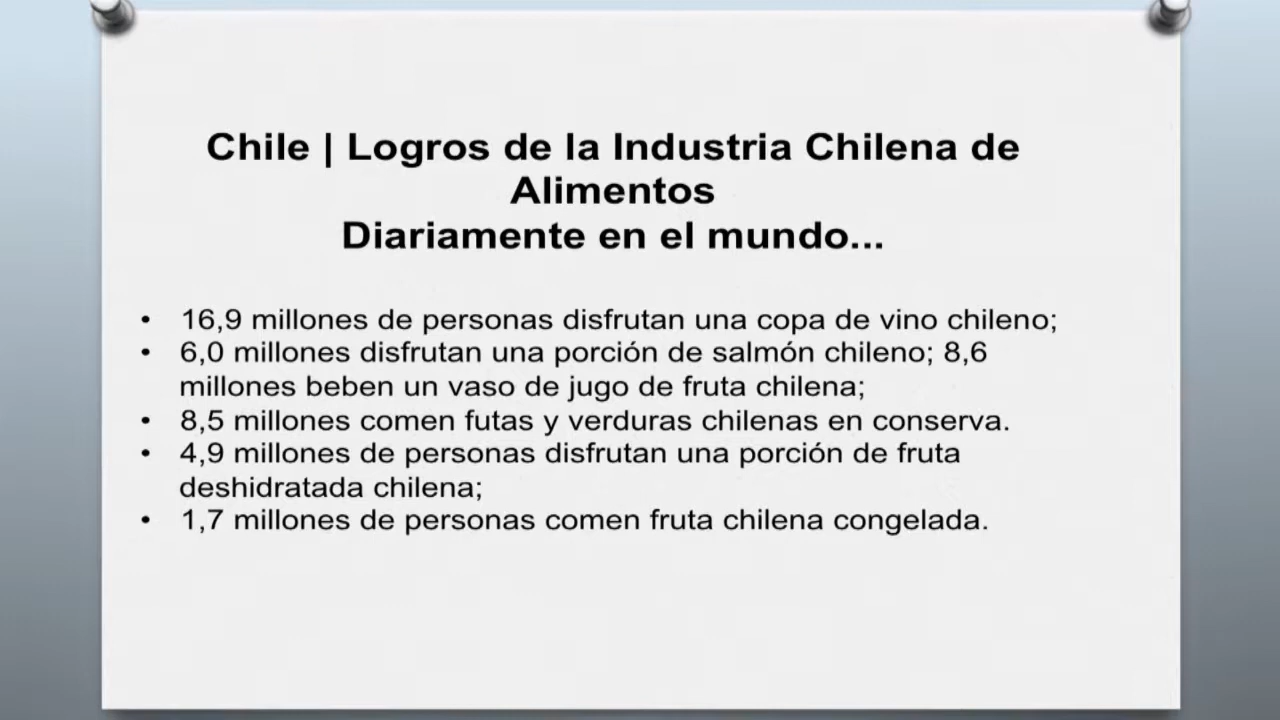 Chile | Logros de la Industria Chilena de
Alimentos
Diariamente en el mundo...
• 16,9 millones de personas disfrutan una copa de vino chileno;
• 6,0 millones disfrutan una porción de salmón chileno; 8,6
millones beben un vaso de jugo de fruta chilena;
• 8,5 millones comen futas y verduras chilenas en conserva.
• 4,9 millones de personas disfrutan una porción de fruta
deshidratada chilena;
• 1,7 millones de personas comen fruta chilena congelada.